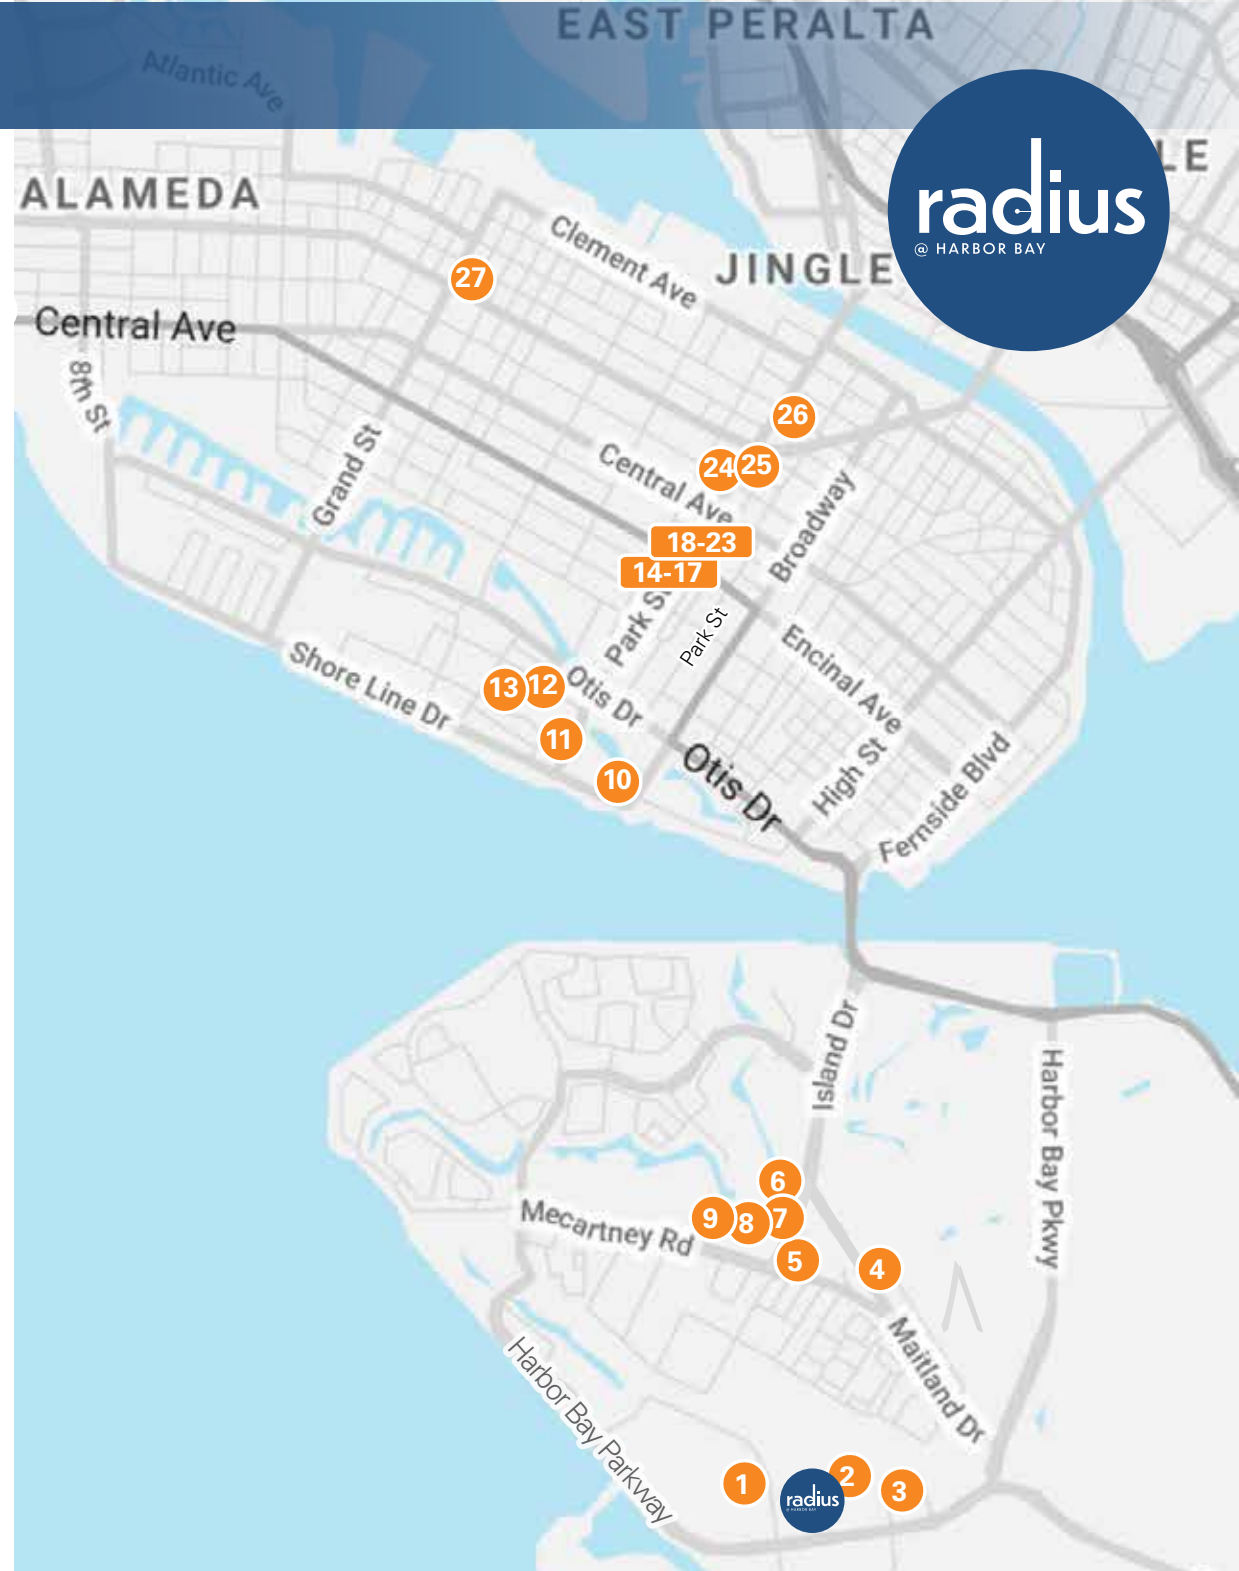 EAST PERALTA
Atlantic Ave
LE
radius
@ HARBOR BAY
ALAMEDA
Clement Ave
JINGLE
27
Central Ave
8th St
26
Grand St
Central Ave
24
25
Broadway
18-23
14-17
Park St
Park St
Encinal Ave
Shore Line Dr
13
12
Otis Dr
11
High St
Fernside Blvd
10
Otis Dr
Island Dr
Harbor Bay Pkwy
6
Mecartney Rd
9
8
7
5
4
Maitland Dr
Harbor Bay Parkway
1
radius
@ HARBOR BAY
2
3